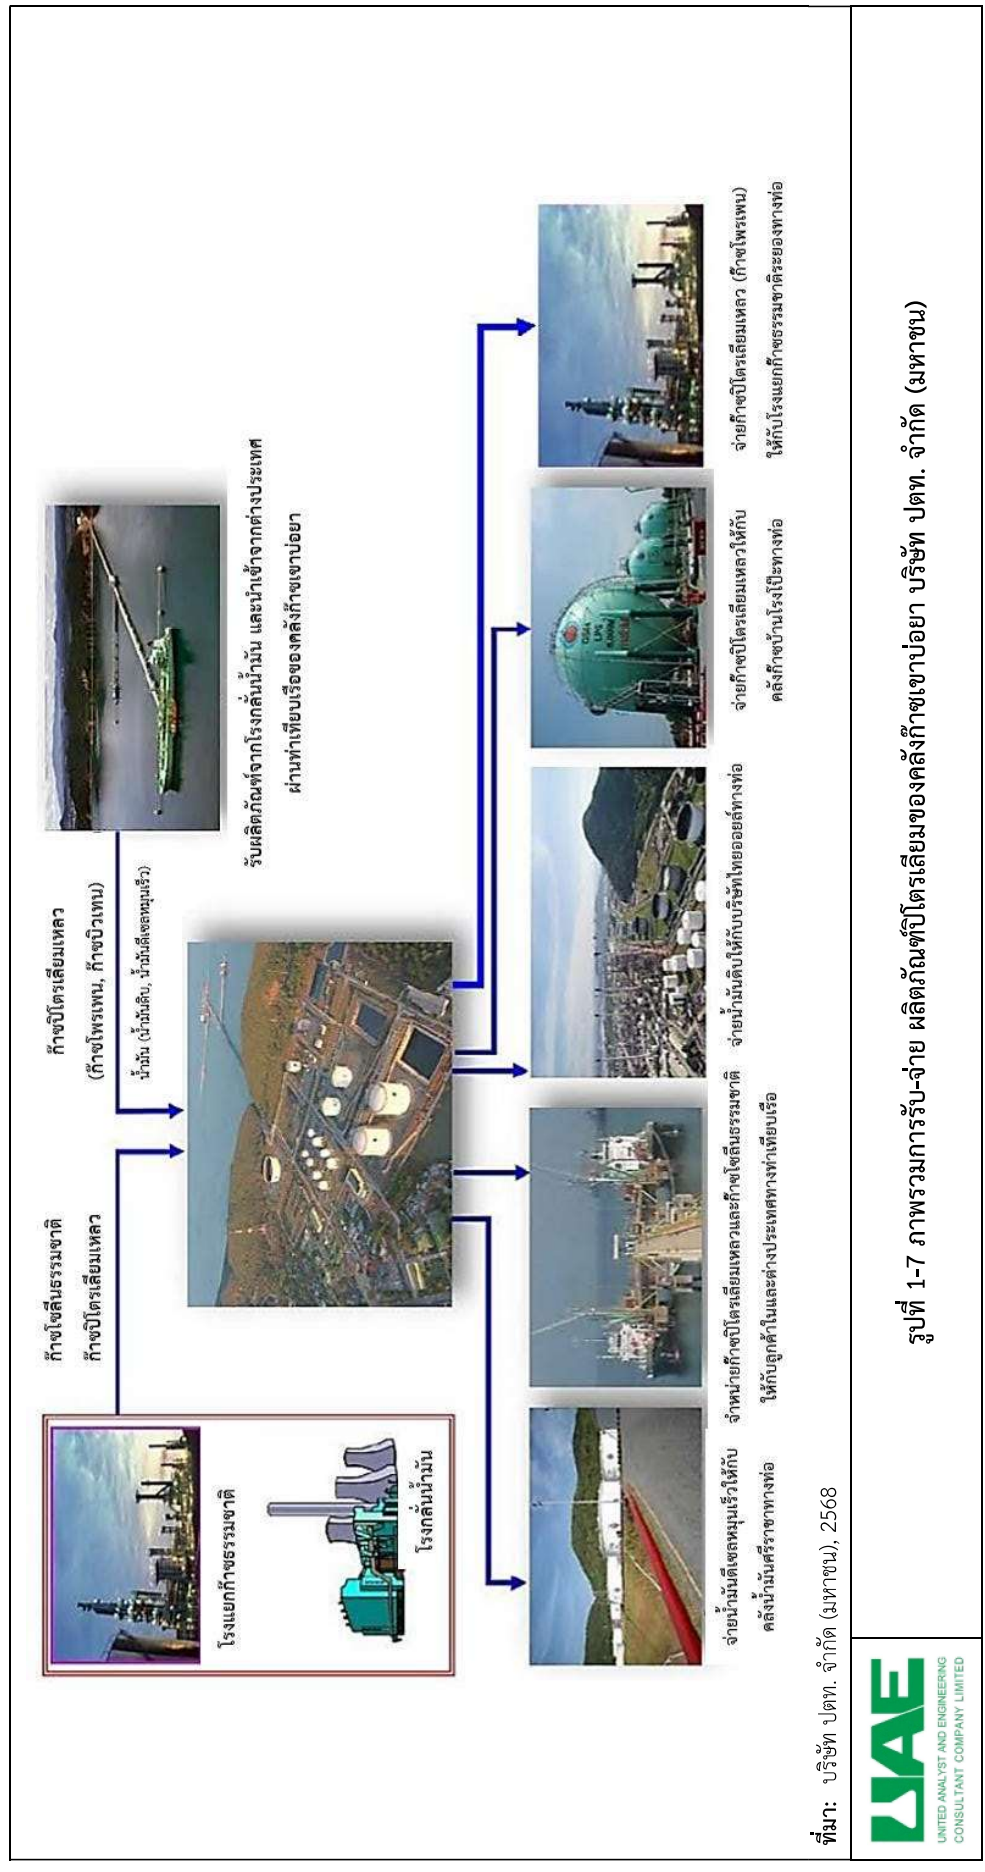 ก๊าซโซลีนธรรมชาติ
ก๊าซปิโตรเลียมเหลว
ก๊าซปิโตรเลียมเหลว
(ก๊าซโพรเพน, ก๊าซบิวเทน)
น้ำมัน (น้ำมันดิบ, น้ำมันดีเซลหมุนเร็ว)
โรงแยกก๊าซธรรมชาติ
โรงกลั่นน้ำมัน
รับผลิตภัณฑ์จากโรงกลั่นน้ำมัน และนำเข้าจากต่างประเทศ
ผ่านท่าเทียบเรือของคลังก๊าซเขาบ่อยา
จ่ายน้ำมันดีเซลหมุนเร็วให้กับ
คลังน้ำมันศรีราชาทางท่อ
จำหน่ายก๊าซปิโตรเลียมเหลวและก๊าซโซลีนธรรมชาติ
ให้กับลูกค้าในและต่างประเทศทางท่าเทียบเรือ
จ่ายน้ำมันดิบให้กับบริษัทไทยออยล์ทางท่อ
จ่ายก๊าซปิโตรเลียมเหลวให้กับ
คลังก๊าซบ้านโรงโป๊ะทางท่อ
จ่ายก๊าซปิโตรเลียมเหลว (ก๊าซโพรเพน)
ให้กับโรงแยกก๊าซธรรมชาติระยองทางท่อ
ที่มา: บริษัท ปตท. จำกัด (มหาชน), 2568
UAE
UNITED ANALYST AND ENGINEERING
CONSULTANT COMPANY LIMITED
รูปที่ 1-7 ภาพรวมการรับ-จ่าย ผลิตภัณฑ์ปิโตรเลียมของคลังก๊าซเขาบ่อยา บริษัท ปตท. จำกัด (มหาชน)